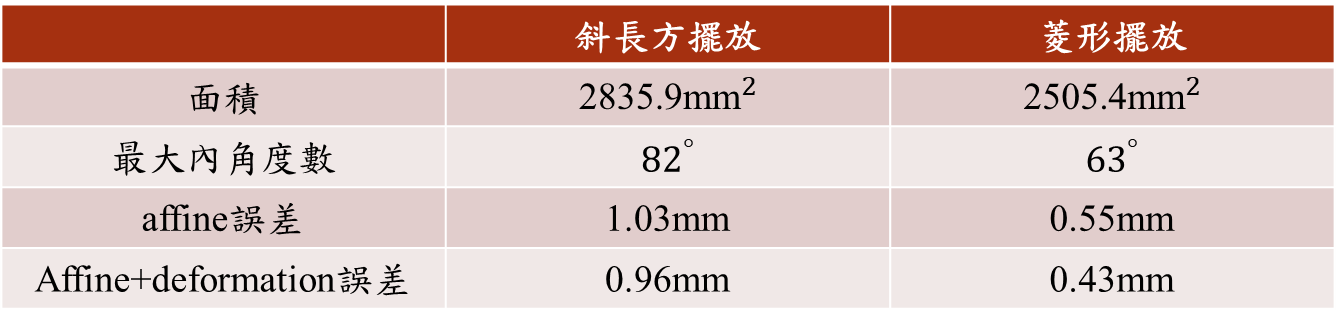 斜長方擺放 菱形擺放
面積 2835.9mm² 2505.4mm²
最大內角度數 82° 63°
affine誤差 1.03mm 0.55mm
Affine+deformation誤差 0.96mm 0.43mm